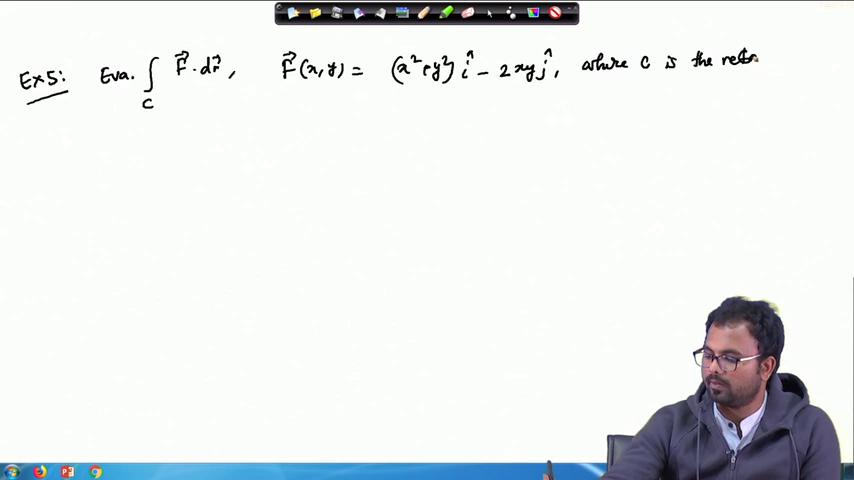 Ex5: Eva. ∫_C F⃗ · dr⃗, F⃗(x, y) = (x² + y²) î − 2xy ĵ, where C is the